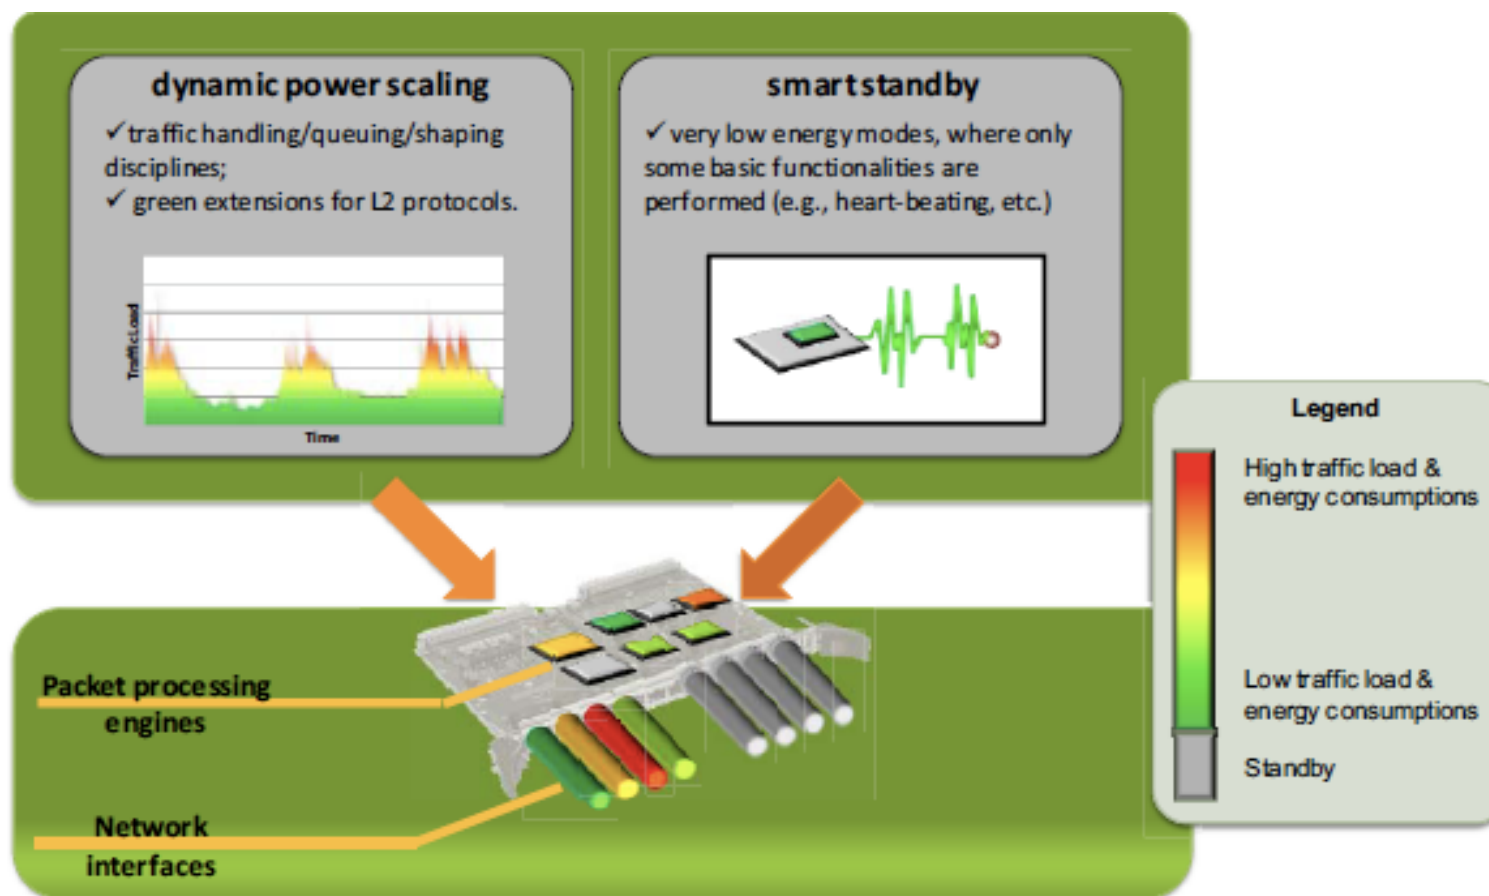 dynamic power scaling
✓ traffic handling/queuing/shaping
disciplines;
✓ green extensions for L2 protocols.
Traffic Load
Time
smart standby
✓ very low energy modes, where only
some basic functionalities are
performed (e.g., heart-beating, etc.)
Legend
High traffic load &
energy consumptions
Low traffic load &
energy consumptions
Standby
Packet processing
engines
Network
interfaces